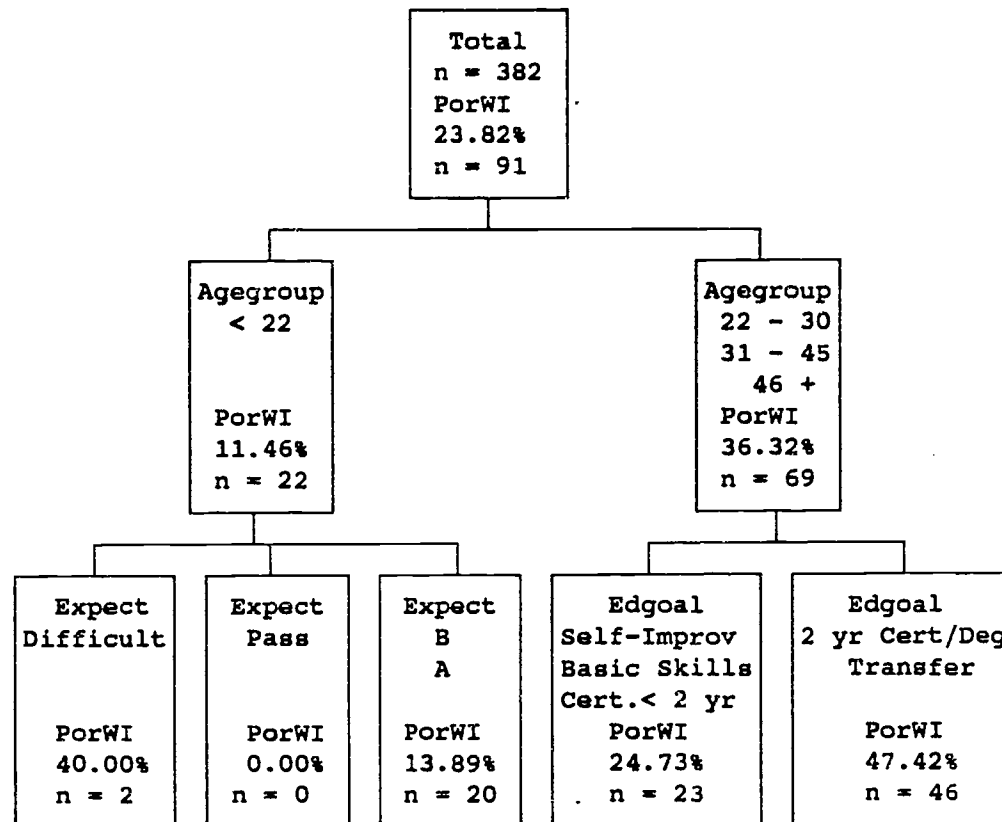 Total
n = 382
PorWI
23.82%
n = 91
Agegroup
< 22
PorWI
11.46%
n = 22
Agegroup
22 - 30
31 - 45
46 +
PorWI
36.32%
n = 69
Expect
Difficult
PorWI
40.00%
n = 2
Expect
Pass
PorWI
0.00%
n = 0
Expect
B
A
PorWI
13.89%
n = 20
Edgoal
Self-Improv
Basic Skills
Cert.< 2 yr
PorWI
24.73%
n = 23
Edgoal
2 yr Cert/Deg
Transfer
PorWI
47.42%
n = 46